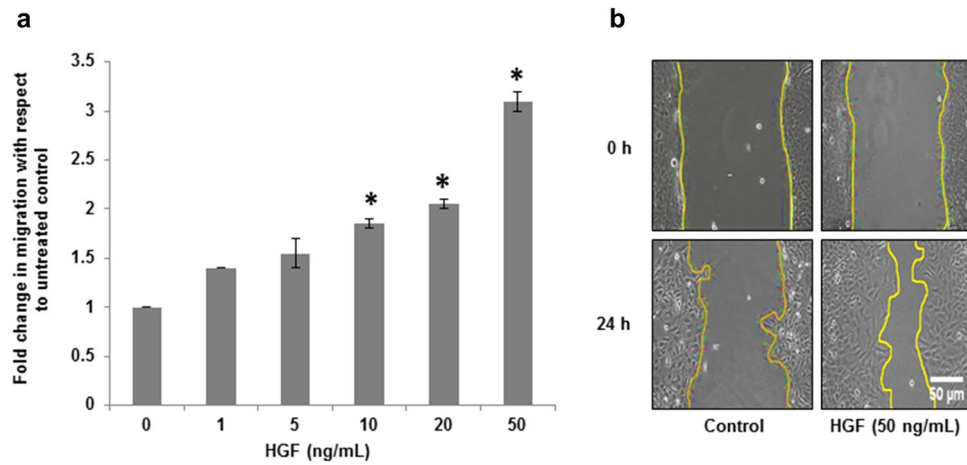 a
Fold change in migration with respect
to untreated control
3.5
3
2.5
2
1.5
1
0.5
0
*
*
*
0 1 5 10 20 50
HGF (ng/mL)
b
0 h
24 h
50 μm
Control HGF (50 ng/mL)